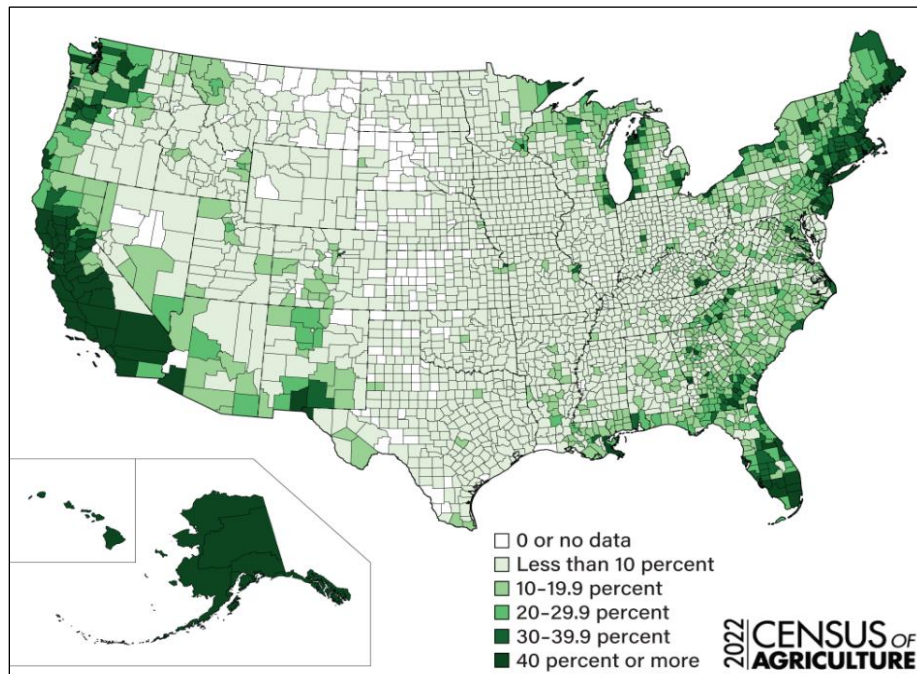 0 or no data
Less than 10 percent
10-19.9 percent
20-29.9 percent
30-39.9 percent
40 percent or more
2022 CENSUS OF
AGRICULTURE